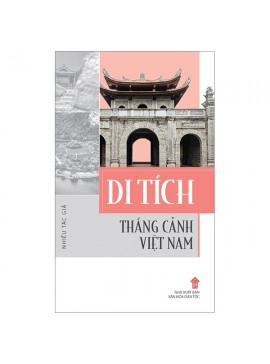 NHIỀU TÁC GIẢ
DI TÍCH
THẮNG CẢNH
VIỆT NAM
NHÀ XUẤT BẢN
VĂN HÓA DÂN TỘC